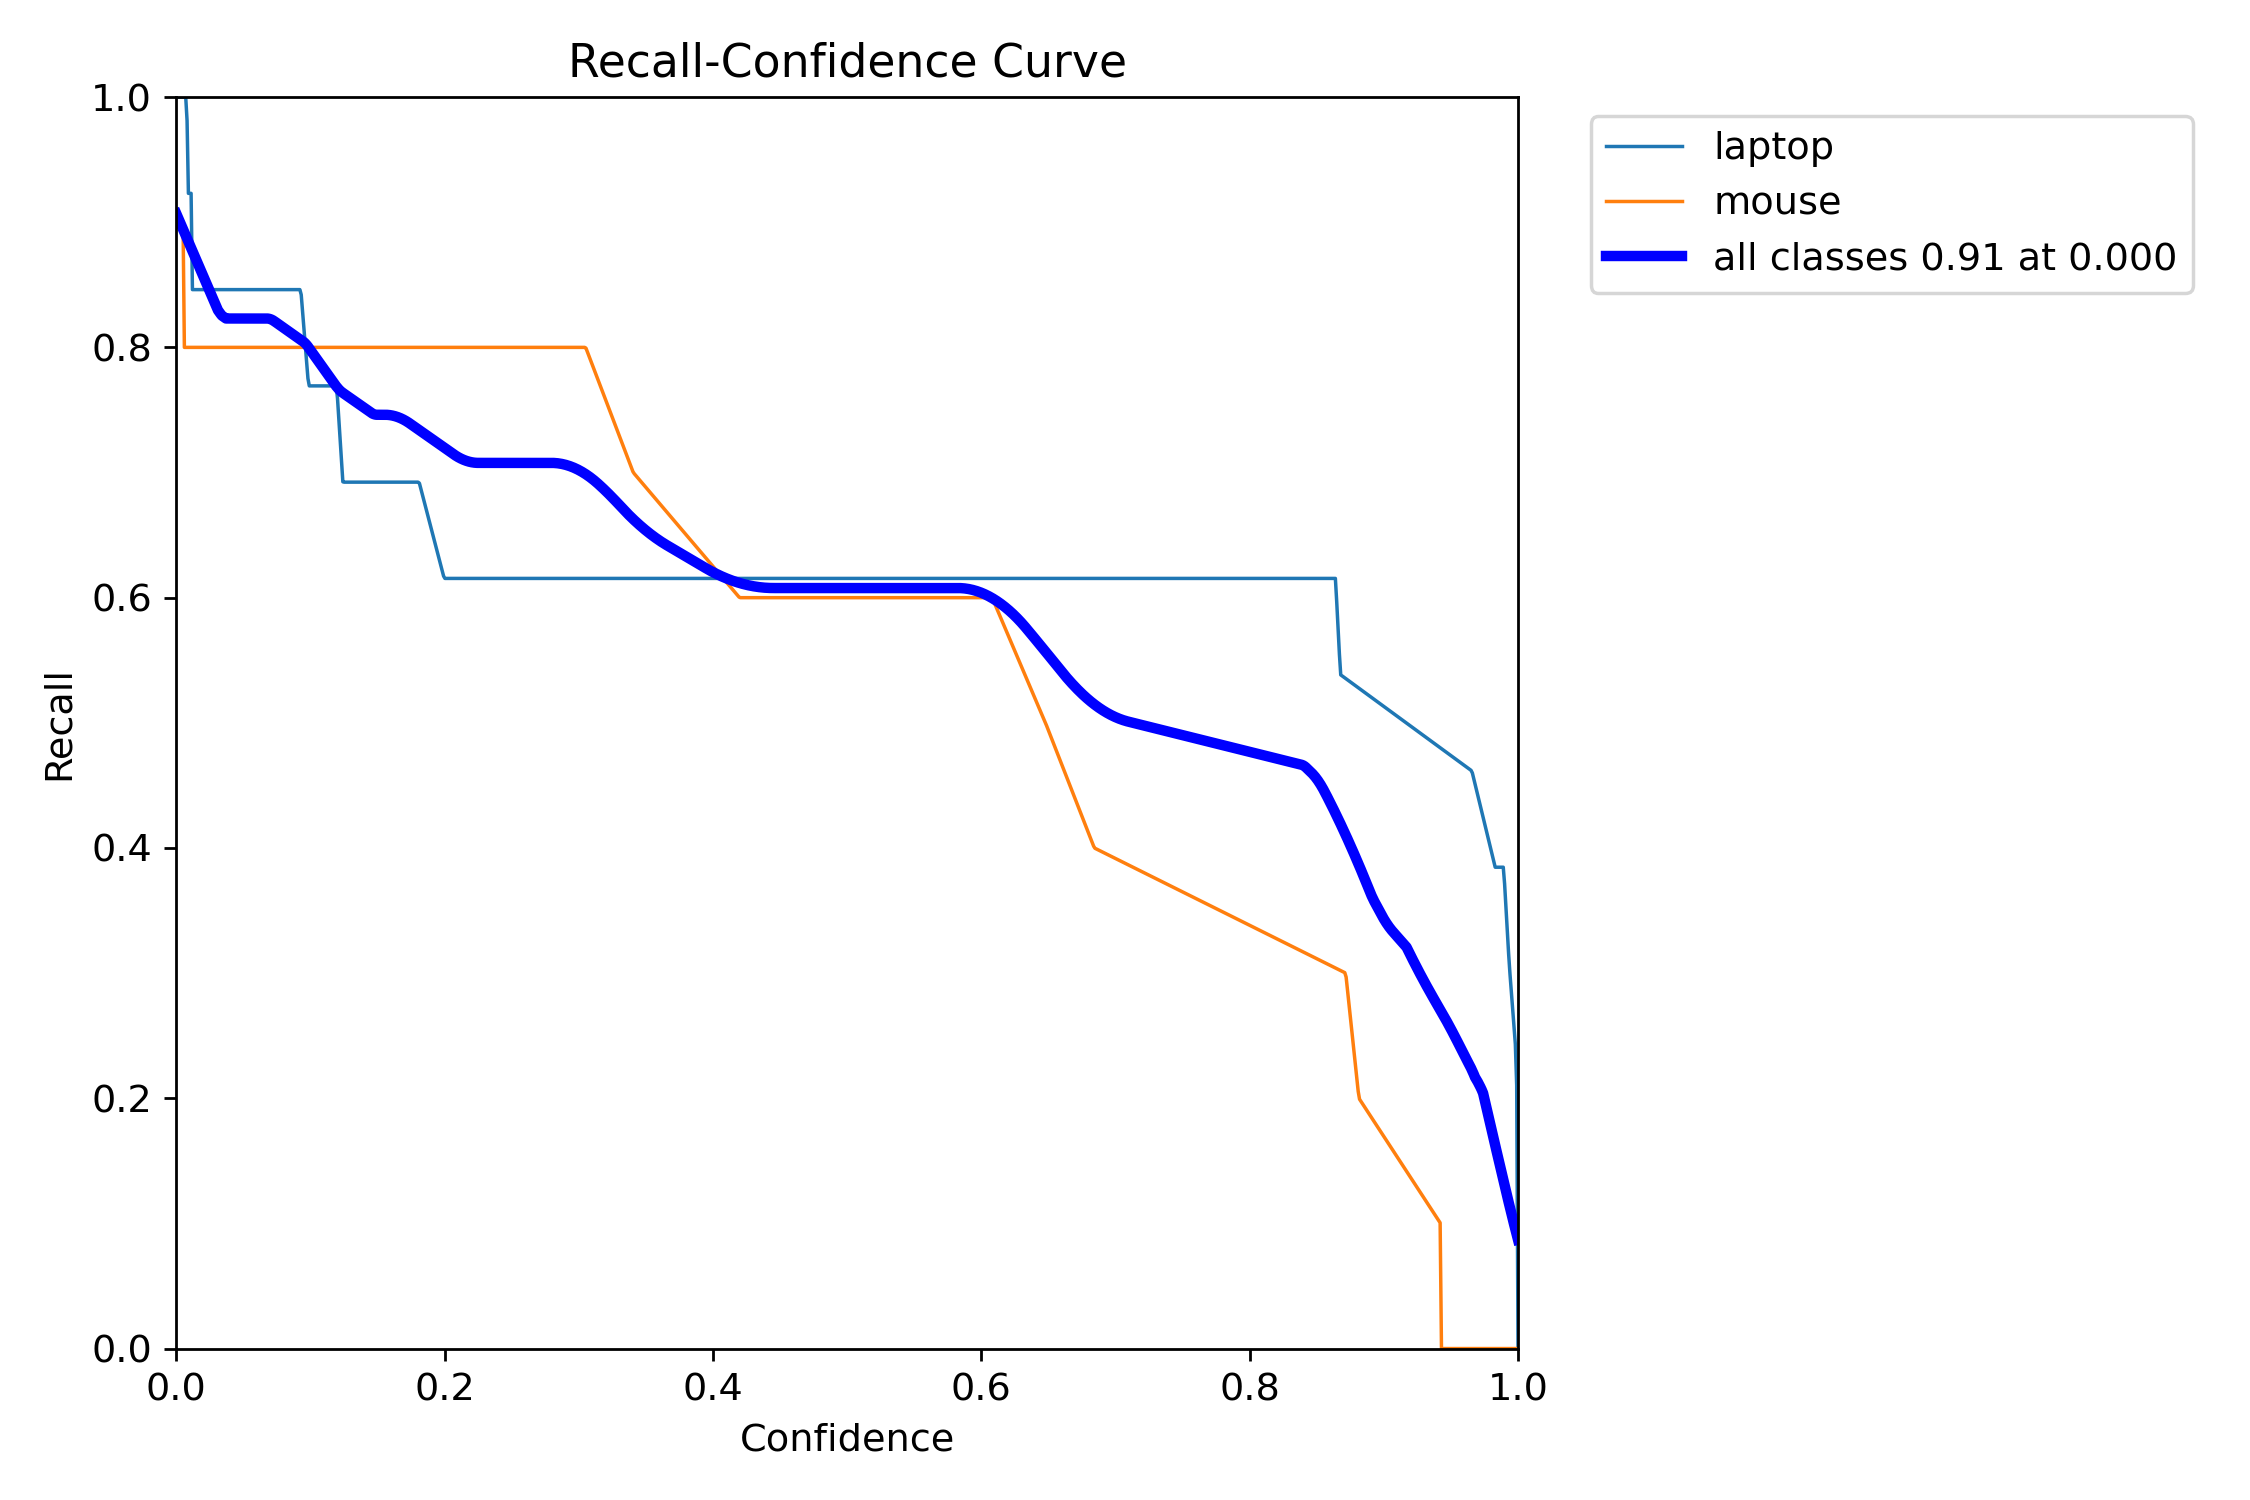 Recall-Confidence Curve
1.0
0.8
0.6
0.4
0.2
0.0
Recall
0.0 0.2 0.4 0.6 0.8 1.0
Confidence
laptop
mouse
all classes 0.91 at 0.000